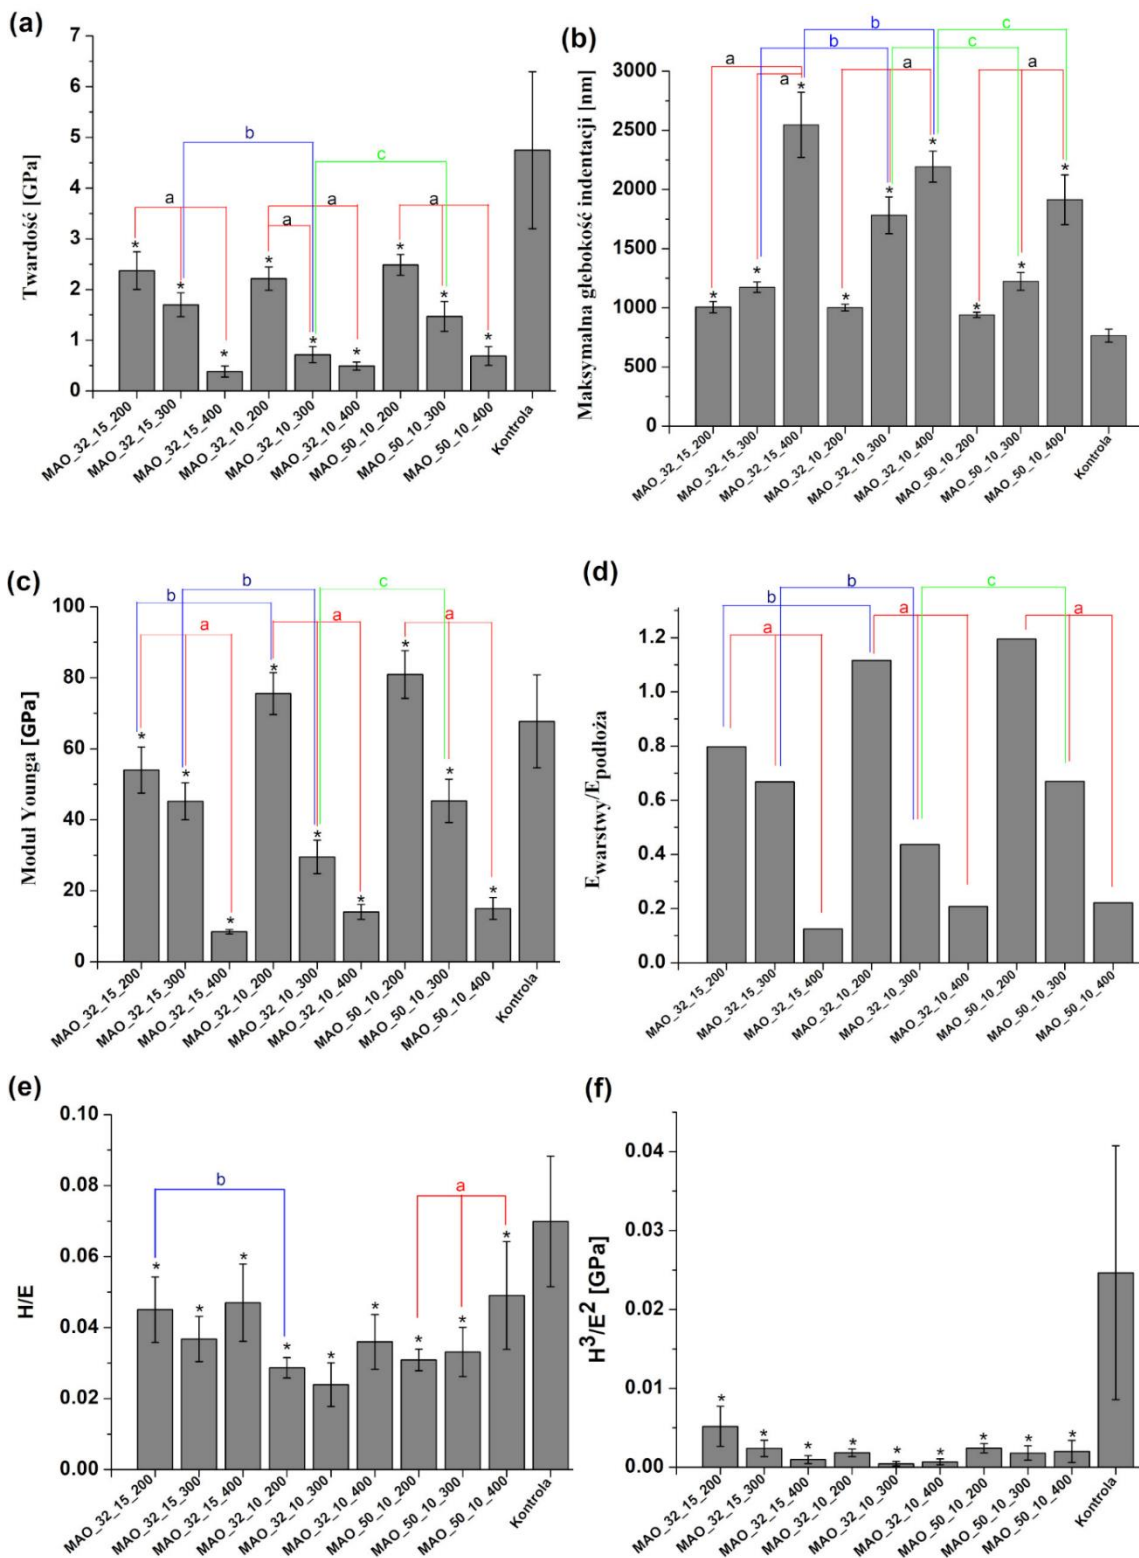 (a)
Twardość [GPa]
7
6
5
4
3
2
1
0
b
c
a
a
a
a
* * * * * * * * *
MAO_32_15_200
MAO_32_15_300
MAO_32_15_400
MAO_32_10_200
MAO_32_10_300
MAO_32_10_400
MAO_50_10_200
MAO_50_10_300
MAO_50_10_400
Kontrola
(b)
Maksymalna głebokość indentacji [nm]
3000
2500
2000
1500
1000
500
0
b
c
b
c
a
a
a
a
* * * * * * * * *
MAO_32_15_200
MAO_32_15_300
MAO_32_15_400
MAO_32_10_200
MAO_32_10_300
MAO_32_10_400
MAO_50_10_200
MAO_50_10_300
MAO_50_10_400
Kontrola
(c)
Moduł Younga [GPa]
100
80
60
40
20
0
b
b
c
a
a
a
* * * * * * * * *
MAO_32_15_200
MAO_32_15_300
MAO_32_15_400
MAO_32_10_200
MAO_32_10_300
MAO_32_10_400
MAO_50_10_200
MAO_50_10_300
MAO_50_10_400
Kontrola
(d)
Ewarstwy/Epodłoża
1.2
1.0
0.8
0.6
0.4
0.2
0.0
b
b
c
a
a
a
MAO_32_15_200
MAO_32_15_300
MAO_32_15_400
MAO_32_10_200
MAO_32_10_300
MAO_32_10_400
MAO_50_10_200
MAO_50_10_300
MAO_50_10_400
(e)
H/E
0.10
0.08
0.06
0.04
0.02
0.00
b
a
* * * * * * * * *
MAO_32_15_200
MAO_32_15_300
MAO_32_15_400
MAO_32_10_200
MAO_32_10_300
MAO_32_10_400
MAO_50_10_200
MAO_50_10_300
MAO_50_10_400
Kontrola
(f)
H³/E² [GPa]
0.04
0.03
0.02
0.01
0.00
* * * * * * * * *
MAO_32_15_200
MAO_32_15_300
MAO_32_15_400
MAO_32_10_200
MAO_32_10_300
MAO_32_10_400
MAO_50_10_200
MAO_50_10_300
MAO_50_10_400
Kontrola